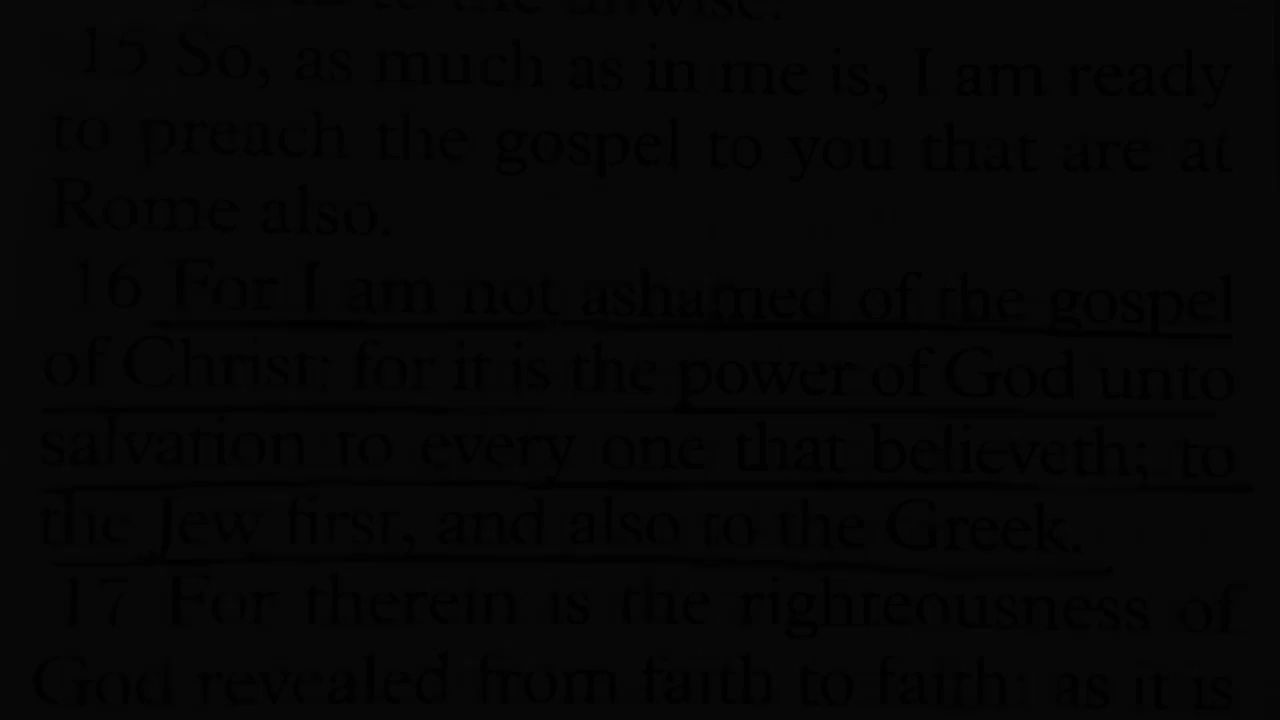 to the unwise.
15 So, as much as in me is, I am ready
to preach the gospel to you that are at
Rome also.
16 For I am not ashamed of the gospel
of Christ: for it is the power of God unto
salvation to every one that believeth; to
the Jew first, and also to the Greek.
17 For therein is the righteousness of
God revealed from faith to faith: as it is